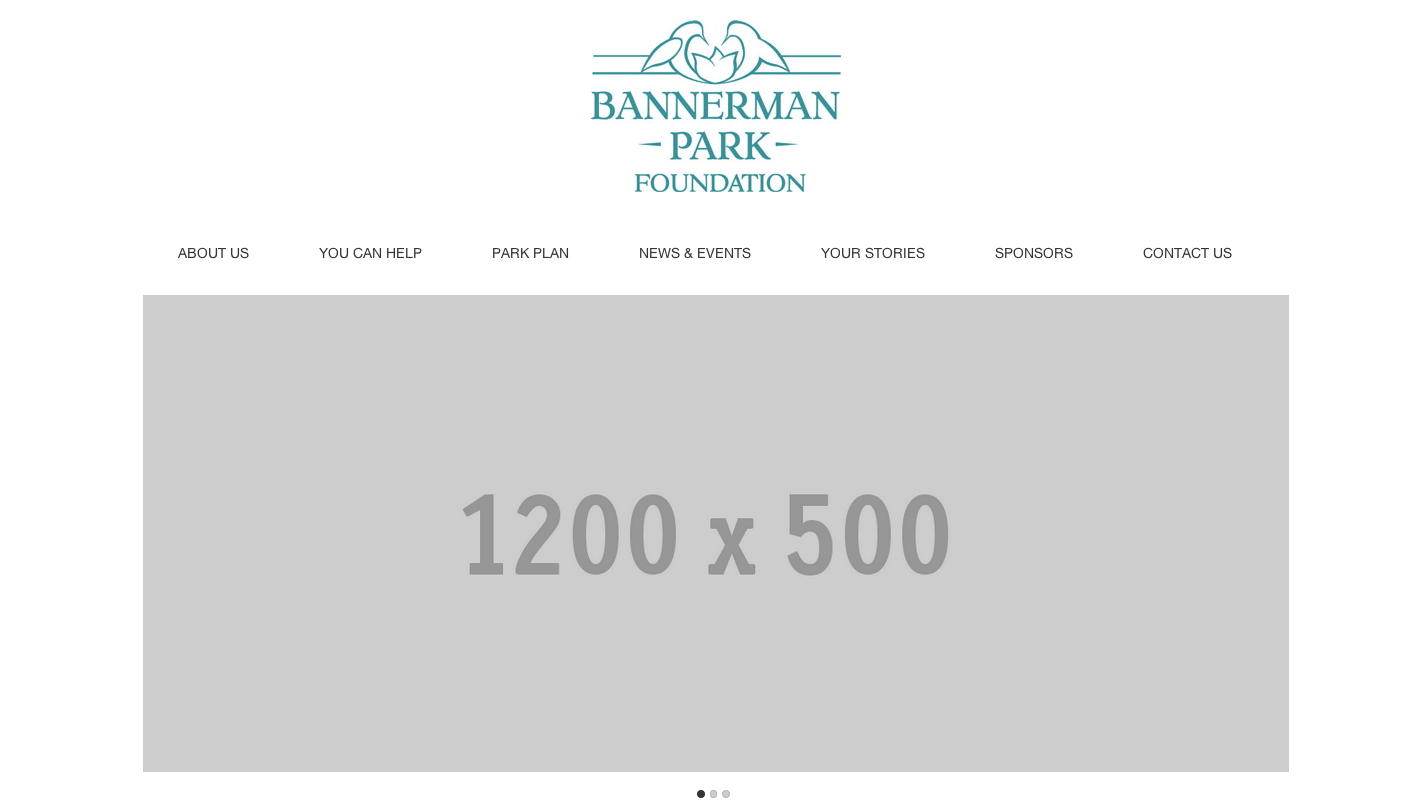 BANNERMAN
PARK
FOUNDATION
ABOUT US YOU CAN HELP PARK PLAN NEWS & EVENTS YOUR STORIES SPONSORS CONTACT US
1200 x 500